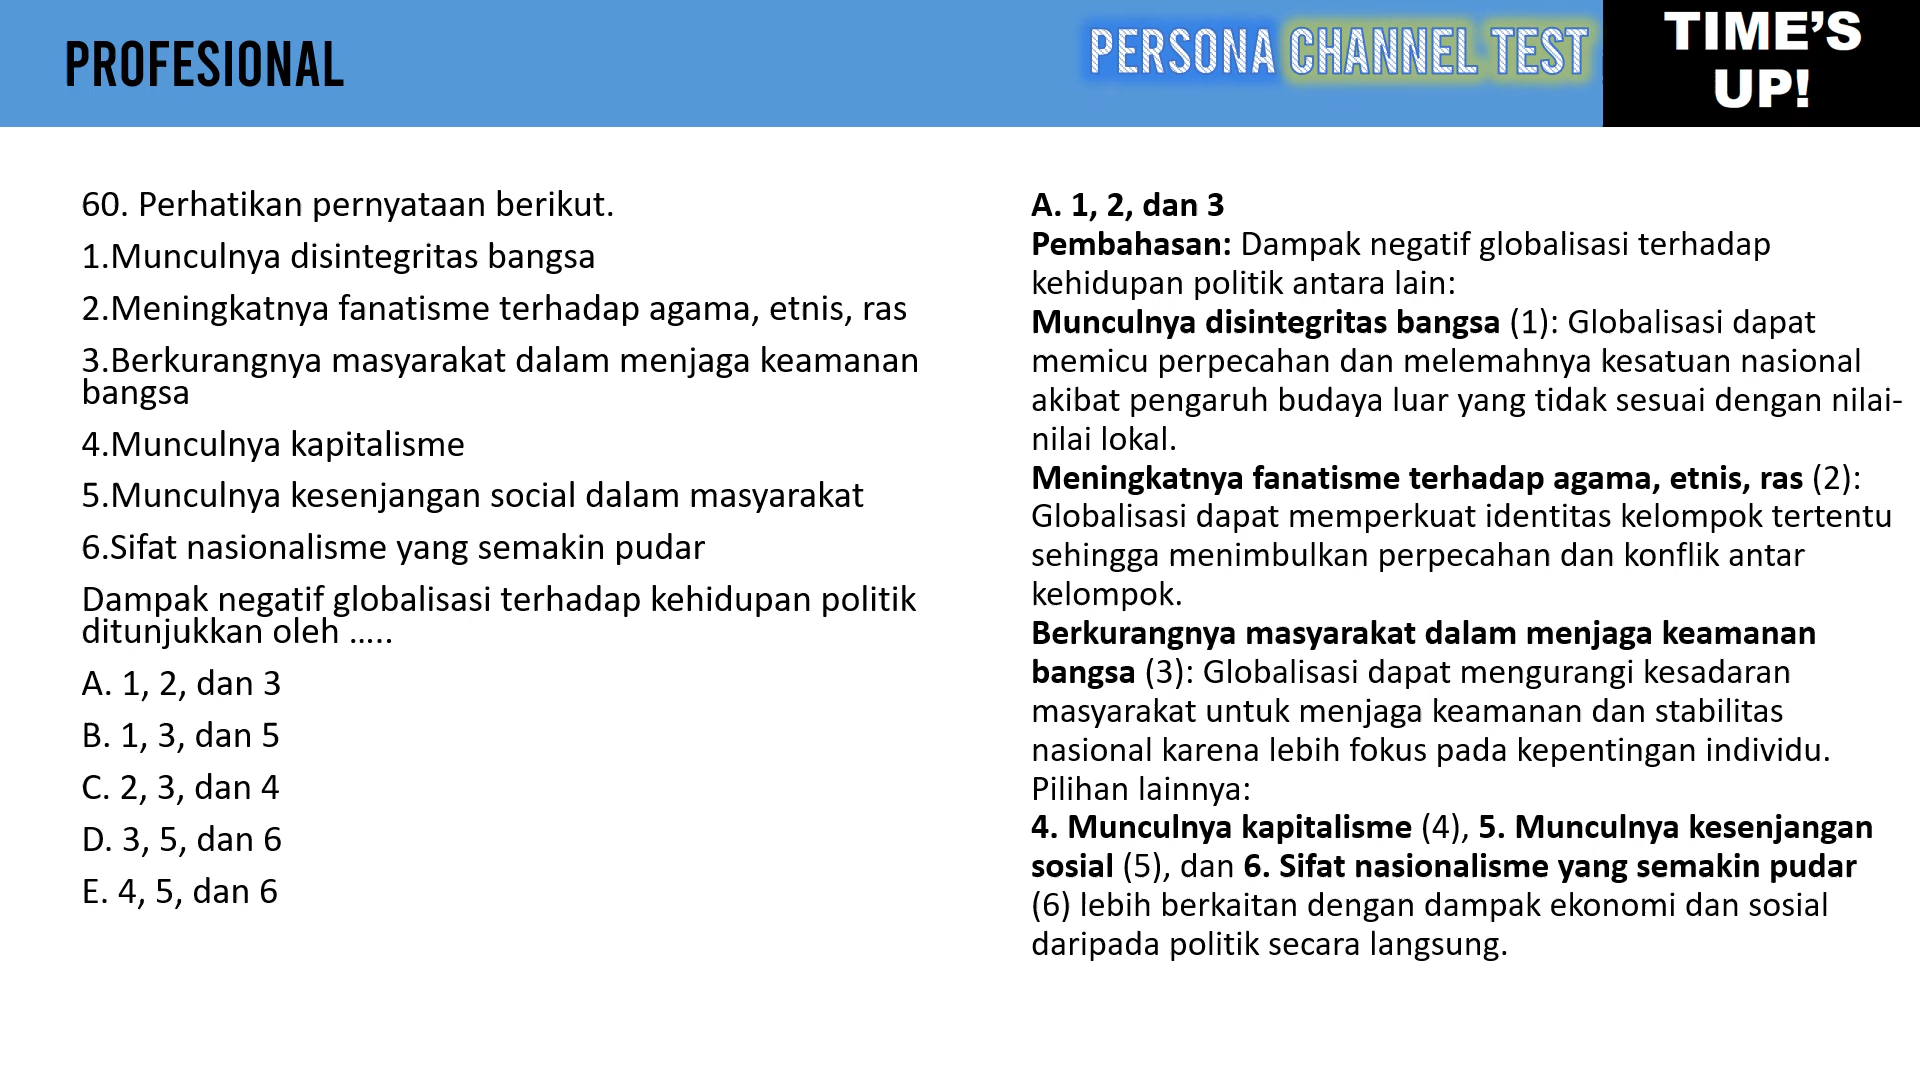 PROFESIONAL
PERSONA CHANNEL TEST
TIME'S
UP!
60. Perhatikan pernyataan berikut.
1.Munculnya disintegritas bangsa
2.Meningkatnya fanatisme terhadap agama, etnis, ras
3.Berkurangnya masyarakat dalam menjaga keamanan
bangsa
4.Munculnya kapitalisme
5.Munculnya kesenjangan social dalam masyarakat
6.Sifat nasionalisme yang semakin pudar
Dampak negatif globalisasi terhadap kehidupan politik
ditunjukkan oleh …..
A. 1, 2, dan 3
B. 1, 3, dan 5
C. 2, 3, dan 4
D. 3, 5, dan 6
E. 4, 5, dan 6
A. 1, 2, dan 3
Pembahasan: Dampak negatif globalisasi terhadap
kehidupan politik antara lain:
Munculnya disintegritas bangsa (1): Globalisasi dapat
memicu perpecahan dan melemahnya kesatuan nasional
akibat pengaruh budaya luar yang tidak sesuai dengan nilai-
nilai lokal.
Meningkatnya fanatisme terhadap agama, etnis, ras (2):
Globalisasi dapat memperkuat identitas kelompok tertentu
sehingga menimbulkan perpecahan dan konflik antar
kelompok.
Berkurangnya masyarakat dalam menjaga keamanan
bangsa (3): Globalisasi dapat mengurangi kesadaran
masyarakat untuk menjaga keamanan dan stabilitas
nasional karena lebih fokus pada kepentingan individu.
Pilihan lainnya:
4. Munculnya kapitalisme (4), 5. Munculnya kesenjangan
sosial (5), dan 6. Sifat nasionalisme yang semakin pudar
(6) lebih berkaitan dengan dampak ekonomi dan sosial
daripada politik secara langsung.